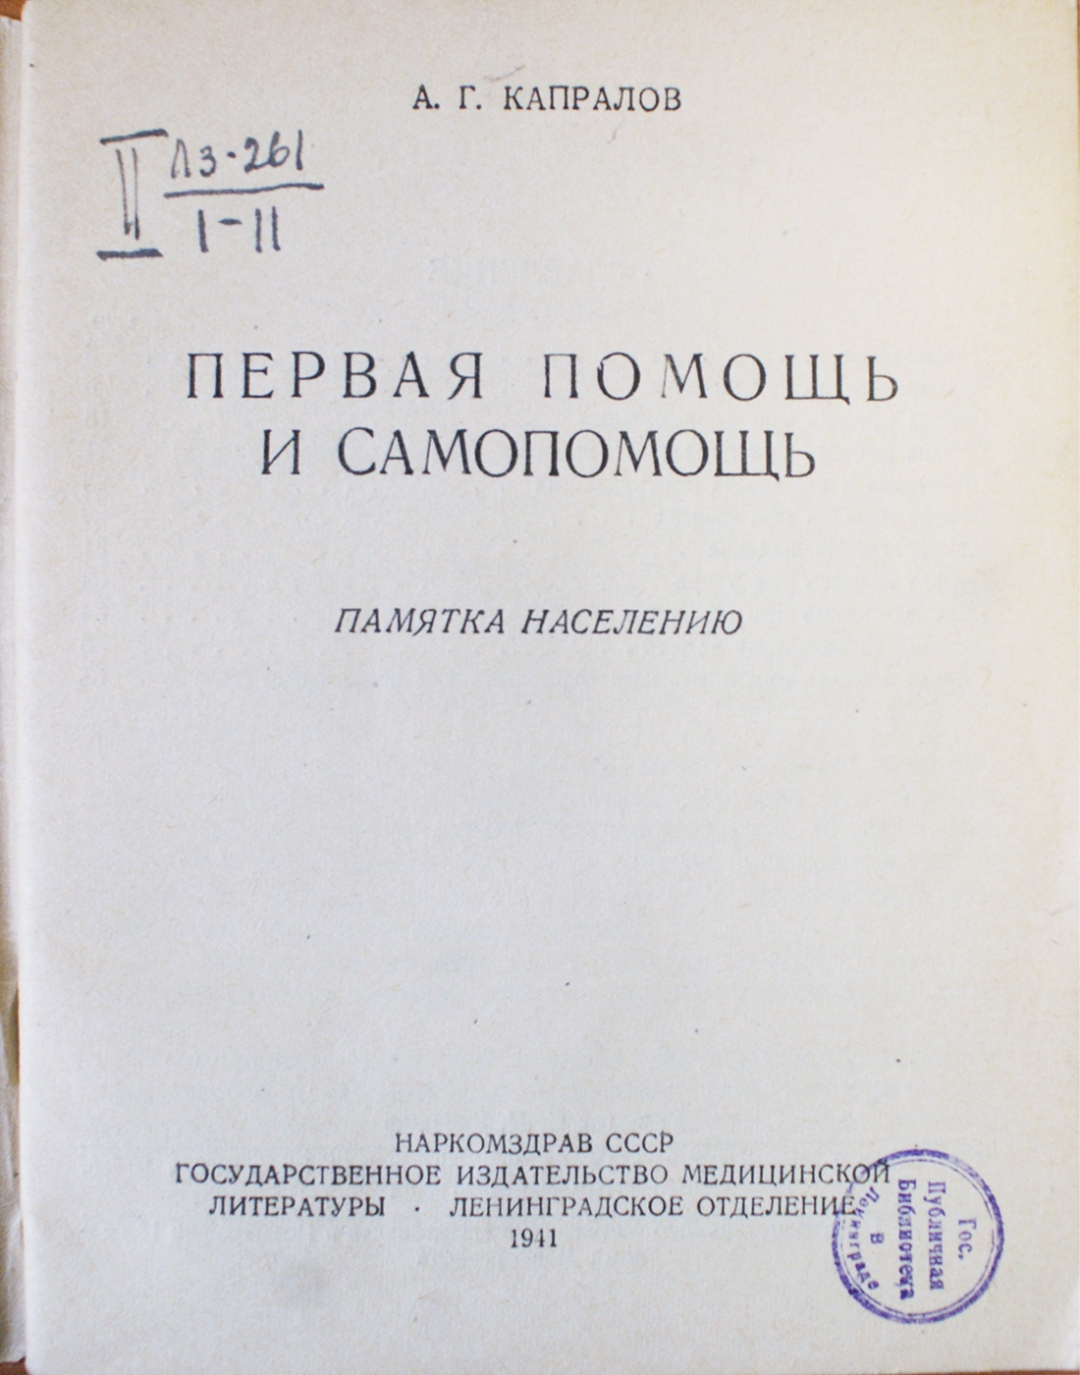 А. Г. КАПРАЛОВ
II Л3-261
1-11
ПЕРВАЯ ПОМОЩЬ
И САМОПОМОЩЬ
ПАМЯТКА НАСЕЛЕНИЮ
НАРКОМЗДРАВ СССР
ГОСУДАРСТВЕННОЕ ИЗДАТЕЛЬСТВО МЕДИЦИНСКОЙ
ЛИТЕРАТУРЫ · ЛЕНИНГРАДСКОЕ ОТДЕЛЕНИЕ
1941
Гос.
Публичная
Библиотека
в
Ленинграде